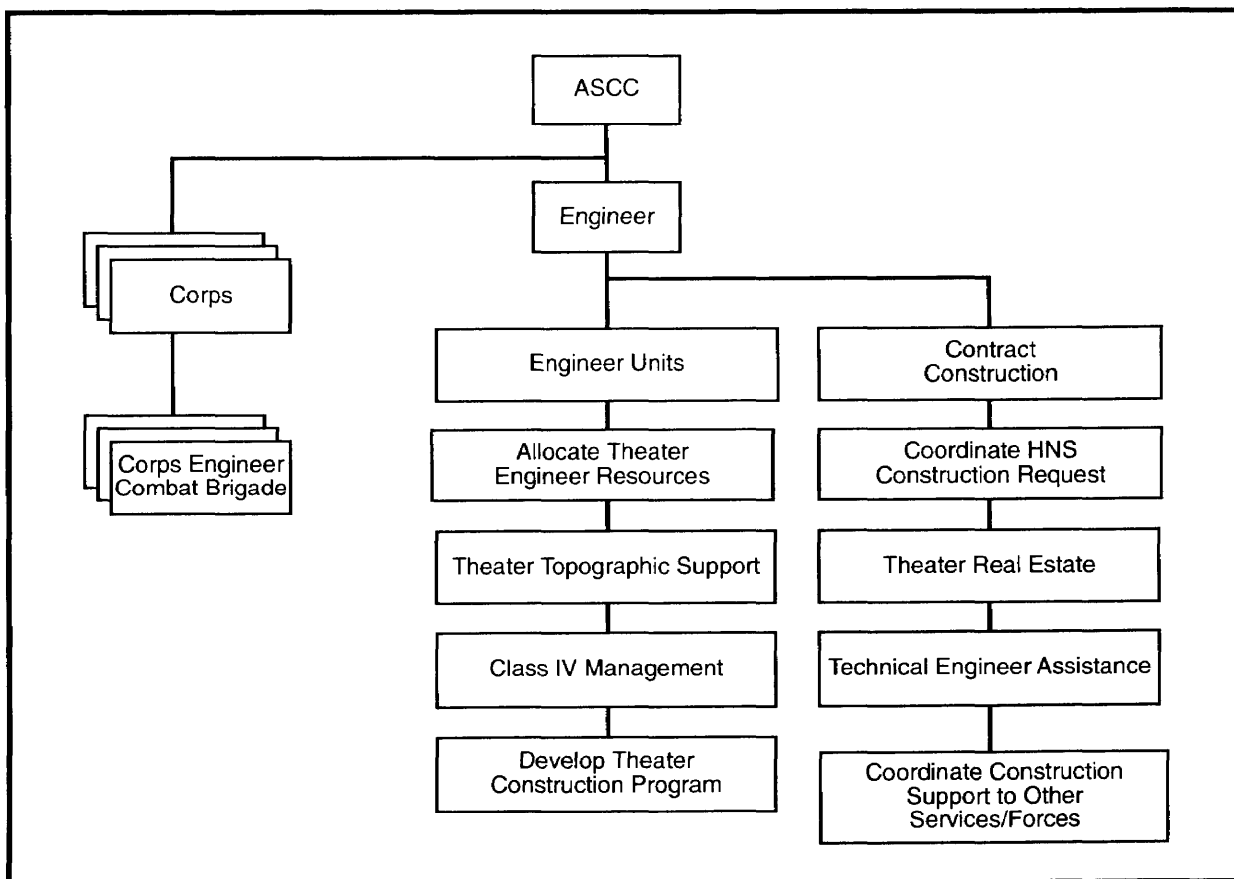 ASCC
Engineer
Corps
Corps Engineer
Combat Brigade
Engineer Units
Allocate Theater
Engineer Resources
Theater Topographic Support
Class IV Management
Develop Theater
Construction Program
Contract
Construction
Coordinate HNS
Construction Request
Theater Real Estate
Technical Engineer Assistance
Coordinate Construction
Support to Other
Services/Forces